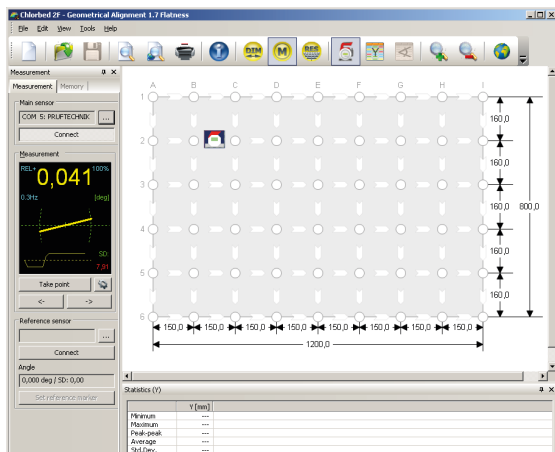 Chlorbed 2F - Geometrical Alignment 1.7 Flatness
File Edit View Tools Help
DIM M RES
Measurement
Measurement Memory
Main sensor
COM 5: PRUFTECHNIK ...
Connect
Measurement
REL+ 0,041 100%
0.3Hz [deg]
SD:
7,91
Take point
<- ->
Reference sensor
...
Connect
Angle
0,000 deg / SD: 0,00
Set reference marker
A B C D E F G H I
1
2
3
4
5
6
160,0
160,0
160,0 800,0
160,0
160,0
150,0 150,0 150,0 150,0 150,0 150,0 150,0 150,0
1200,0
Statistics (Y)
Y [mm]
Minimum ---
Maximum ---
Peak-peak ---
Average ---
Std.Dev. ---